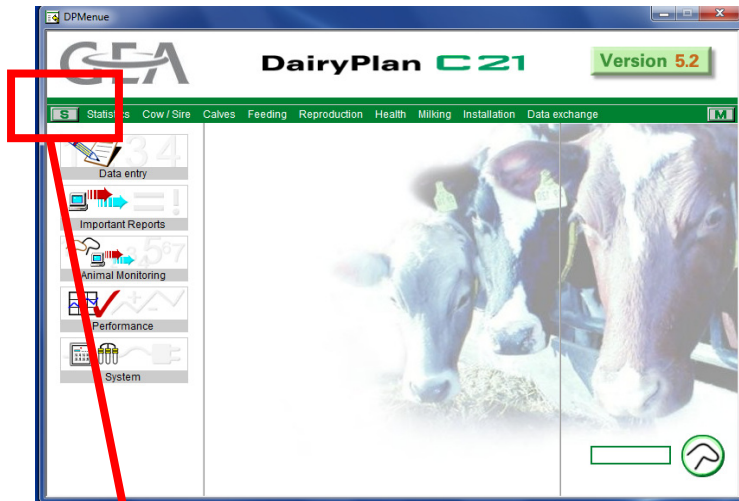 DPMenue
GEA
DairyPlan C21
Version 5.2
S Statistics Cow / Sire Calves Feeding Reproduction Health Milking Installation Data exchange M
Data entry
Important Reports
Animal Monitoring
Performance
System